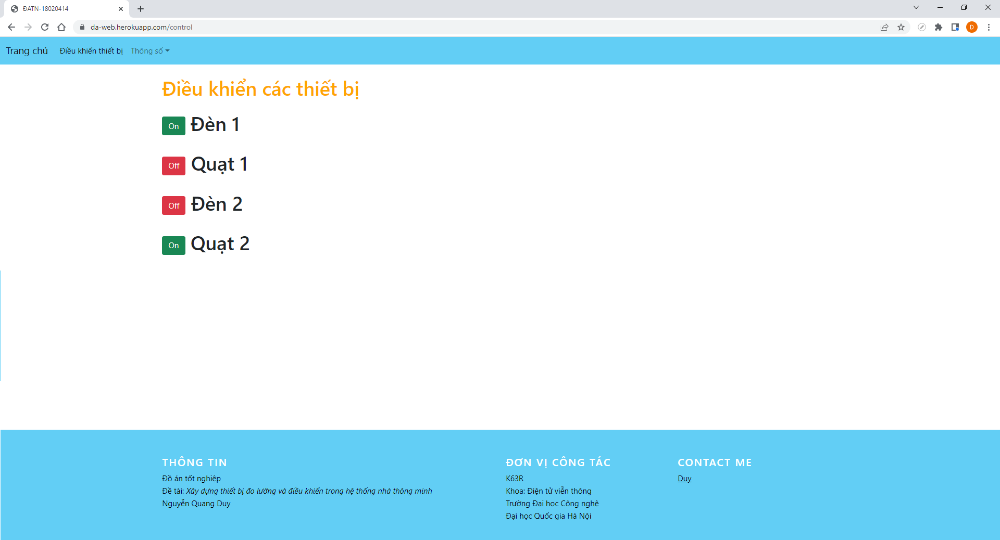 ĐATN-18020414
da-web.herokuapp.com/control
D
Trang chủ Điều khiển thiết bị Thông số
Điều khiển các thiết bị
On Đèn 1
Off Quạt 1
Off Đèn 2
On Quạt 2
THÔNG TIN
Đồ án tốt nghiệp
Đề tài: Xây dựng thiết bị đo lường và điều khiển trong hệ thống nhà thông minh
Nguyễn Quang Duy
ĐƠN VỊ CÔNG TÁC
K63R
Khoa: Điện tử viễn thông
Trường Đại học Công nghệ
Đại học Quốc gia Hà Nội
CONTACT ME
Duy